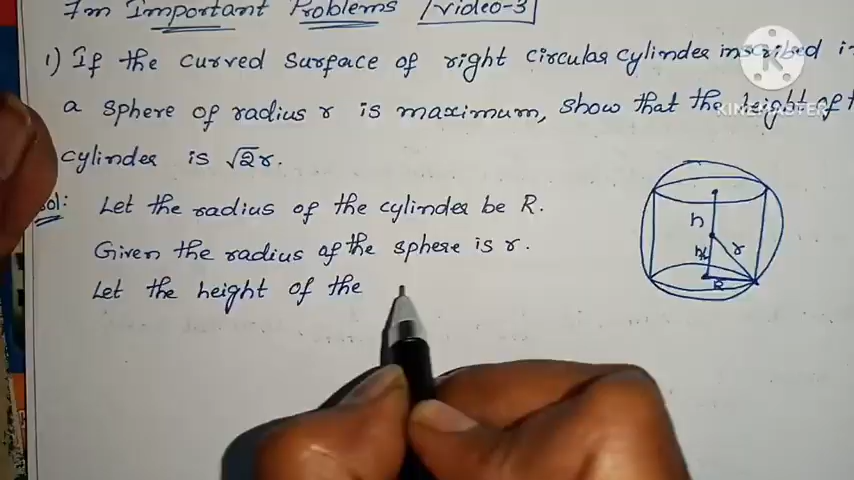 Im Important Problems /Video-3
1) If the curved surface of right circular cylinder inscribed in
a sphere of radius r is maximum, show that the height of the
cylinder is √2r.
Sol: Let the radius of the cylinder be R.
Given the radius of the sphere is r.
Let the height of the
h
r
R
KINEMASTER